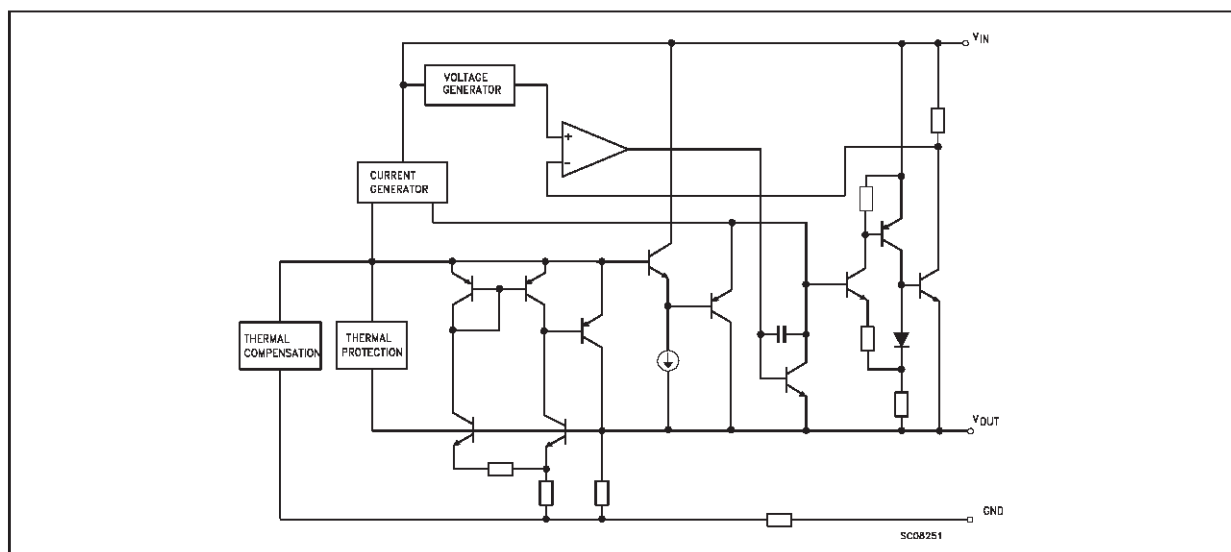 VIN
VOLTAGE
GENERATOR
+
−
CURRENT
GENERATOR
THERMAL
COMPENSATION
THERMAL
PROTECTION
VOUT
GND
SC08251